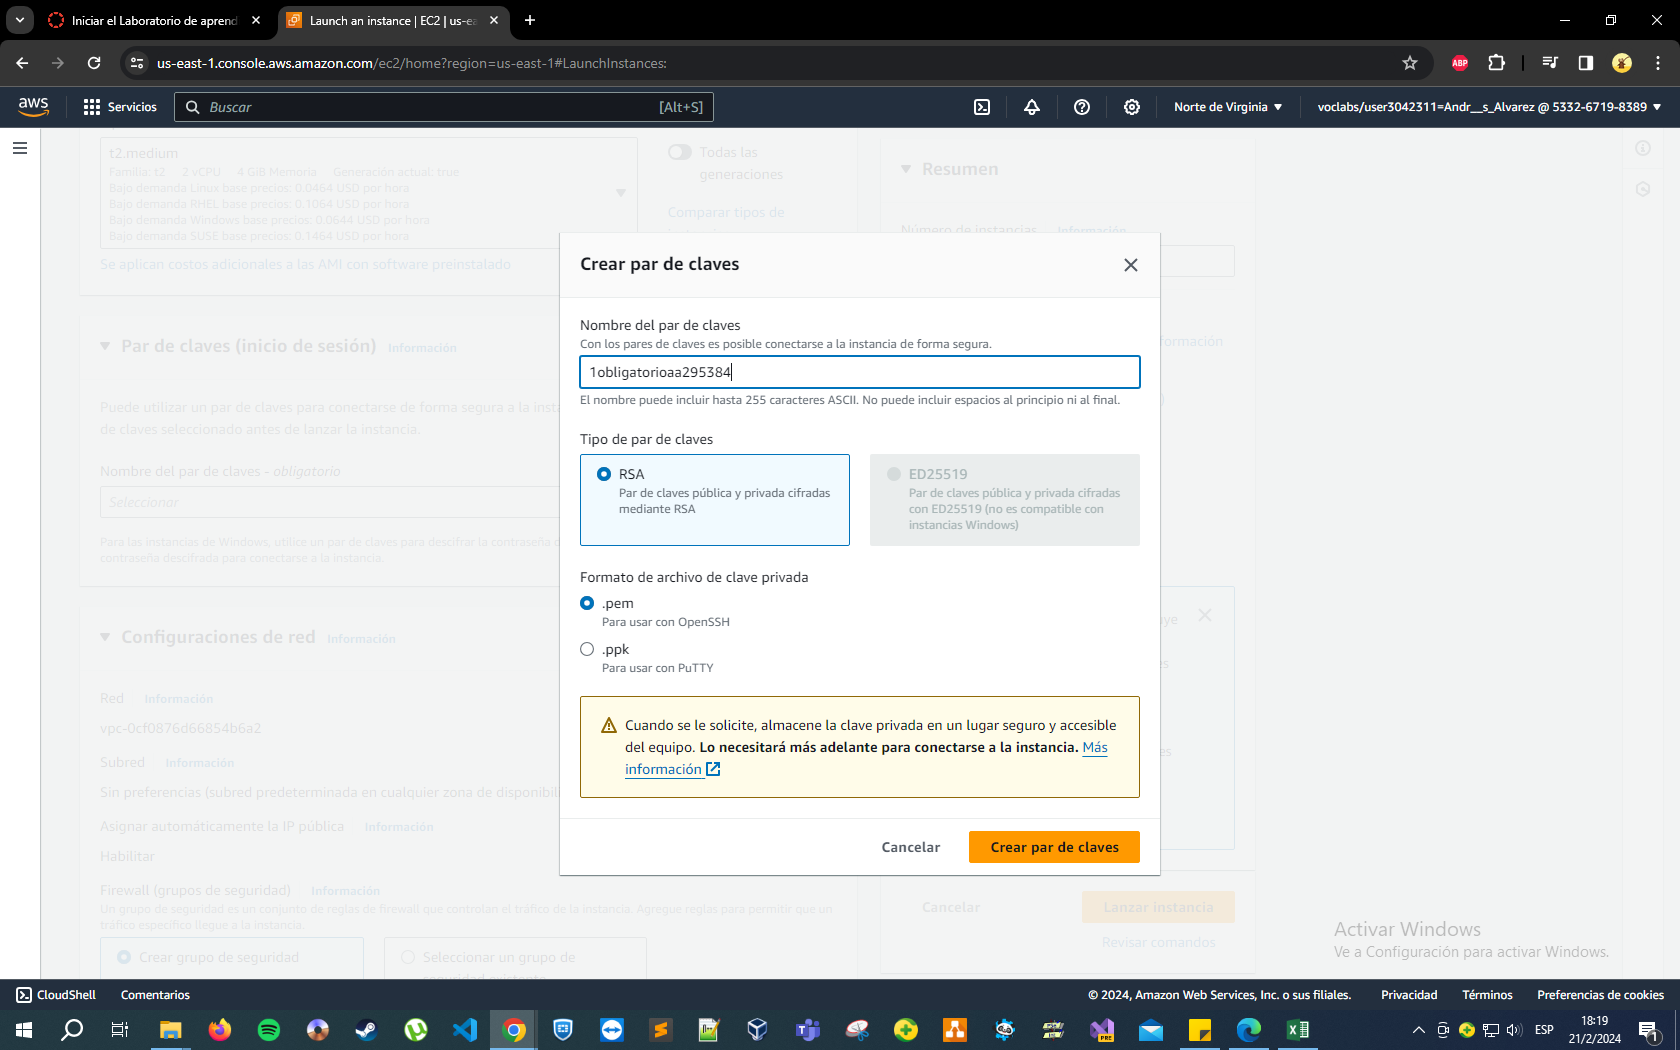 Iniciar el Laboratorio de aprend
Launch an instance | EC2 | us-ea
us-east-1.console.aws.amazon.com/ec2/home?region=us-east-1#LaunchInstances:
ABP
aws
Servicios
Buscar
[Alt+S]
Norte de Virginia
voclabs/user3042311=Andr__s_Alvarez @ 5332-6719-8389
t2.medium
Familia: t2 2 vCPU 4 GiB Memoria Generación actual: true
Bajo demanda Linux base precios: 0.0464 USD por hora
Bajo demanda RHEL base precios: 0.1064 USD por hora
Bajo demanda Windows base precios: 0.0644 USD por hora
Bajo demanda SUSE base precios: 0.1464 USD por hora
Se aplican costos adicionales a las AMI con software preinstalado
Todas las
generaciones
Comparar tipos de
Resumen
Número de instancias Información
Par de claves (inicio de sesión) Información
Puede utilizar un par de claves para conectarse de forma segura a la insta
de claves seleccionado antes de lanzar la instancia.
Nombre del par de claves - obligatorio
Seleccionar
Para las instancias de Windows, utilice un par de claves para descifrar la contraseña d
contraseña descifrada para conectarse a la instancia.
Configuraciones de red Información
Red Información
vpc-0cf0876d66854b6a2
Subred Información
Sin preferencias (subred predeterminada en cualquier zona de disponibili
Asignar automáticamente la IP pública Información
Habilitar
Firewall (grupos de seguridad) Información
Un grupo de seguridad es un conjunto de reglas de firewall que controlan el tráfico de la instancia. Agregue reglas para permitir que un
tráfico específico llegue a la instancia.
Crear grupo de seguridad
Seleccionar un grupo de
seguridad existente
Crear par de claves
Nombre del par de claves
Con los pares de claves es posible conectarse a la instancia de forma segura.
1obligatorioaa295384
El nombre puede incluir hasta 255 caracteres ASCII. No puede incluir espacios al principio ni al final.
Tipo de par de claves
RSA
Par de claves pública y privada cifradas
mediante RSA
ED25519
Par de claves pública y privada cifradas
con ED25519 (no es compatible con
instancias Windows)
Formato de archivo de clave privada
.pem
Para usar con OpenSSH
.ppk
Para usar con PuTTY
Cuando se le solicite, almacene la clave privada en un lugar seguro y accesible
del equipo. Lo necesitará más adelante para conectarse a la instancia. Más
información
Cancelar
Crear par de claves
ormación
Cancelar
Lanzar instancia
Revisar comandos
Activar Windows
Ve a Configuración para activar Windows.
CloudShell
Comentarios
© 2024, Amazon Web Services, Inc. o sus filiales.
Privacidad
Términos
Preferencias de cookies
ESP
18:19
21/2/2024
1